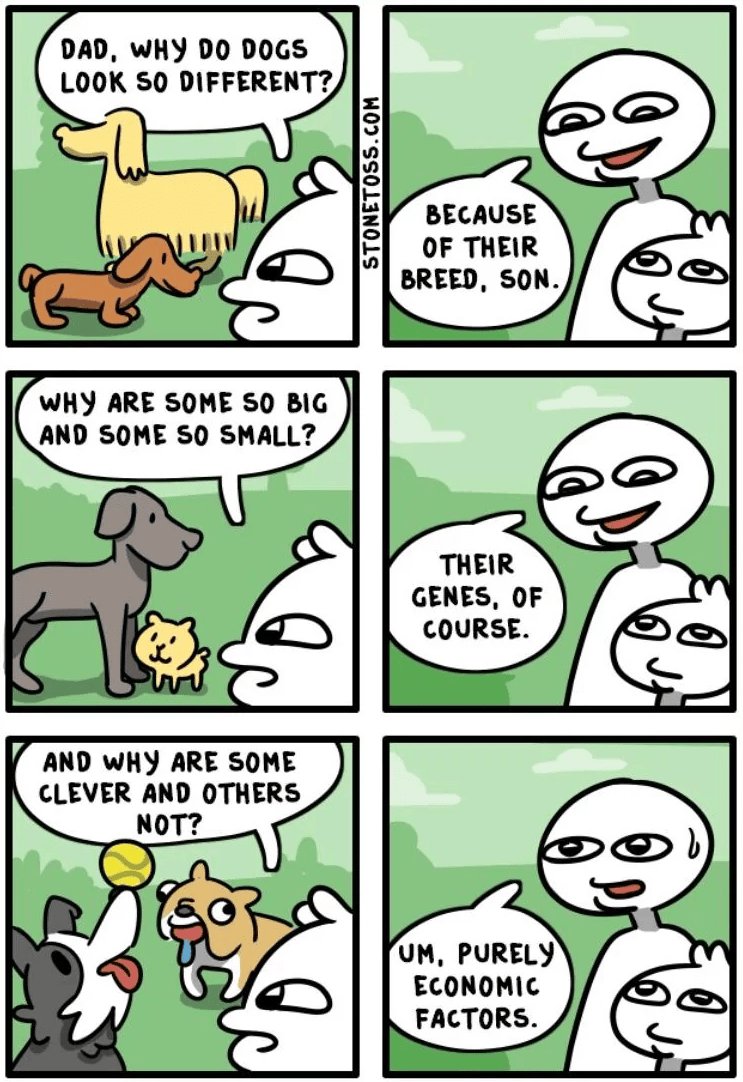 DAD, WHY DO DOGS
LOOK SO DIFFERENT?
STONETOSS.COM
BECAUSE
OF THEIR
BREED, SON.
WHY ARE SOME SO BIG
AND SOME SO SMALL?
THEIR
GENES, OF
COURSE.
AND WHY ARE SOME
CLEVER AND OTHERS
NOT?
UM, PURELY
ECONOMIC
FACTORS.